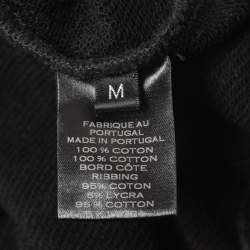 M
FABRIQUE AU
PORTUGAL
MADE IN PORTUGAL
100 % COTON
100 % COTTON
BORD CÔTE
RIBBING
95% COTON
5% LYCRA
95 % COTTON